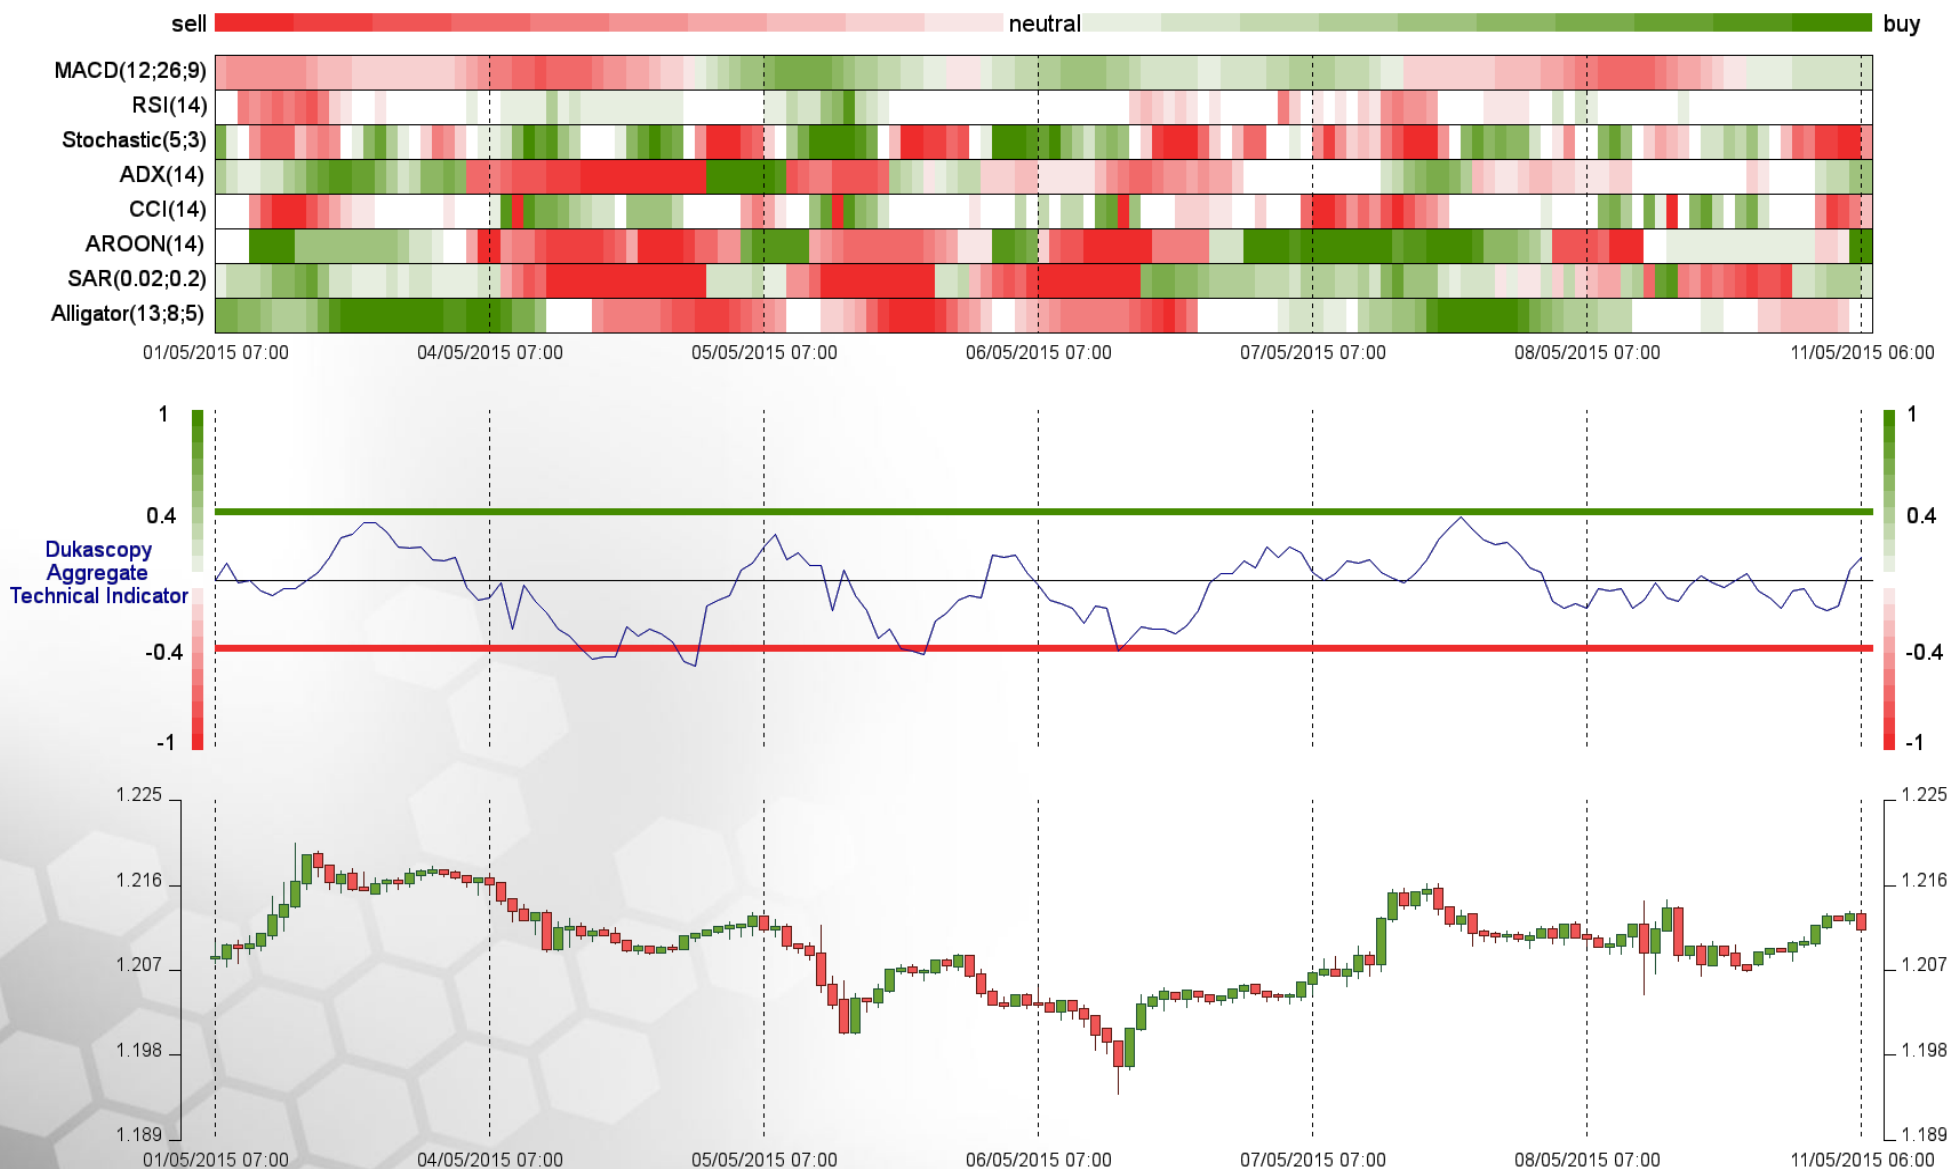 sell neutral buy
MACD(12;26;9)
RSI(14)
Stochastic(5;3)
ADX(14)
CCI(14)
AROON(14)
SAR(0.02;0.2)
Alligator(13;8;5)
01/05/2015 07:00 04/05/2015 07:00 05/05/2015 07:00 06/05/2015 07:00 07/05/2015 07:00 08/05/2015 07:00 11/05/2015 06:00
1 1
0.4 0.4
Dukascopy
Aggregate
Technical Indicator
-0.4 -0.4
-1 -1
1.225 1.225
1.216 1.216
1.207 1.207
1.198 1.198
1.189 1.189
01/05/2015 07:00 04/05/2015 07:00 05/05/2015 07:00 06/05/2015 07:00 07/05/2015 07:00 08/05/2015 07:00 11/05/2015 06:00